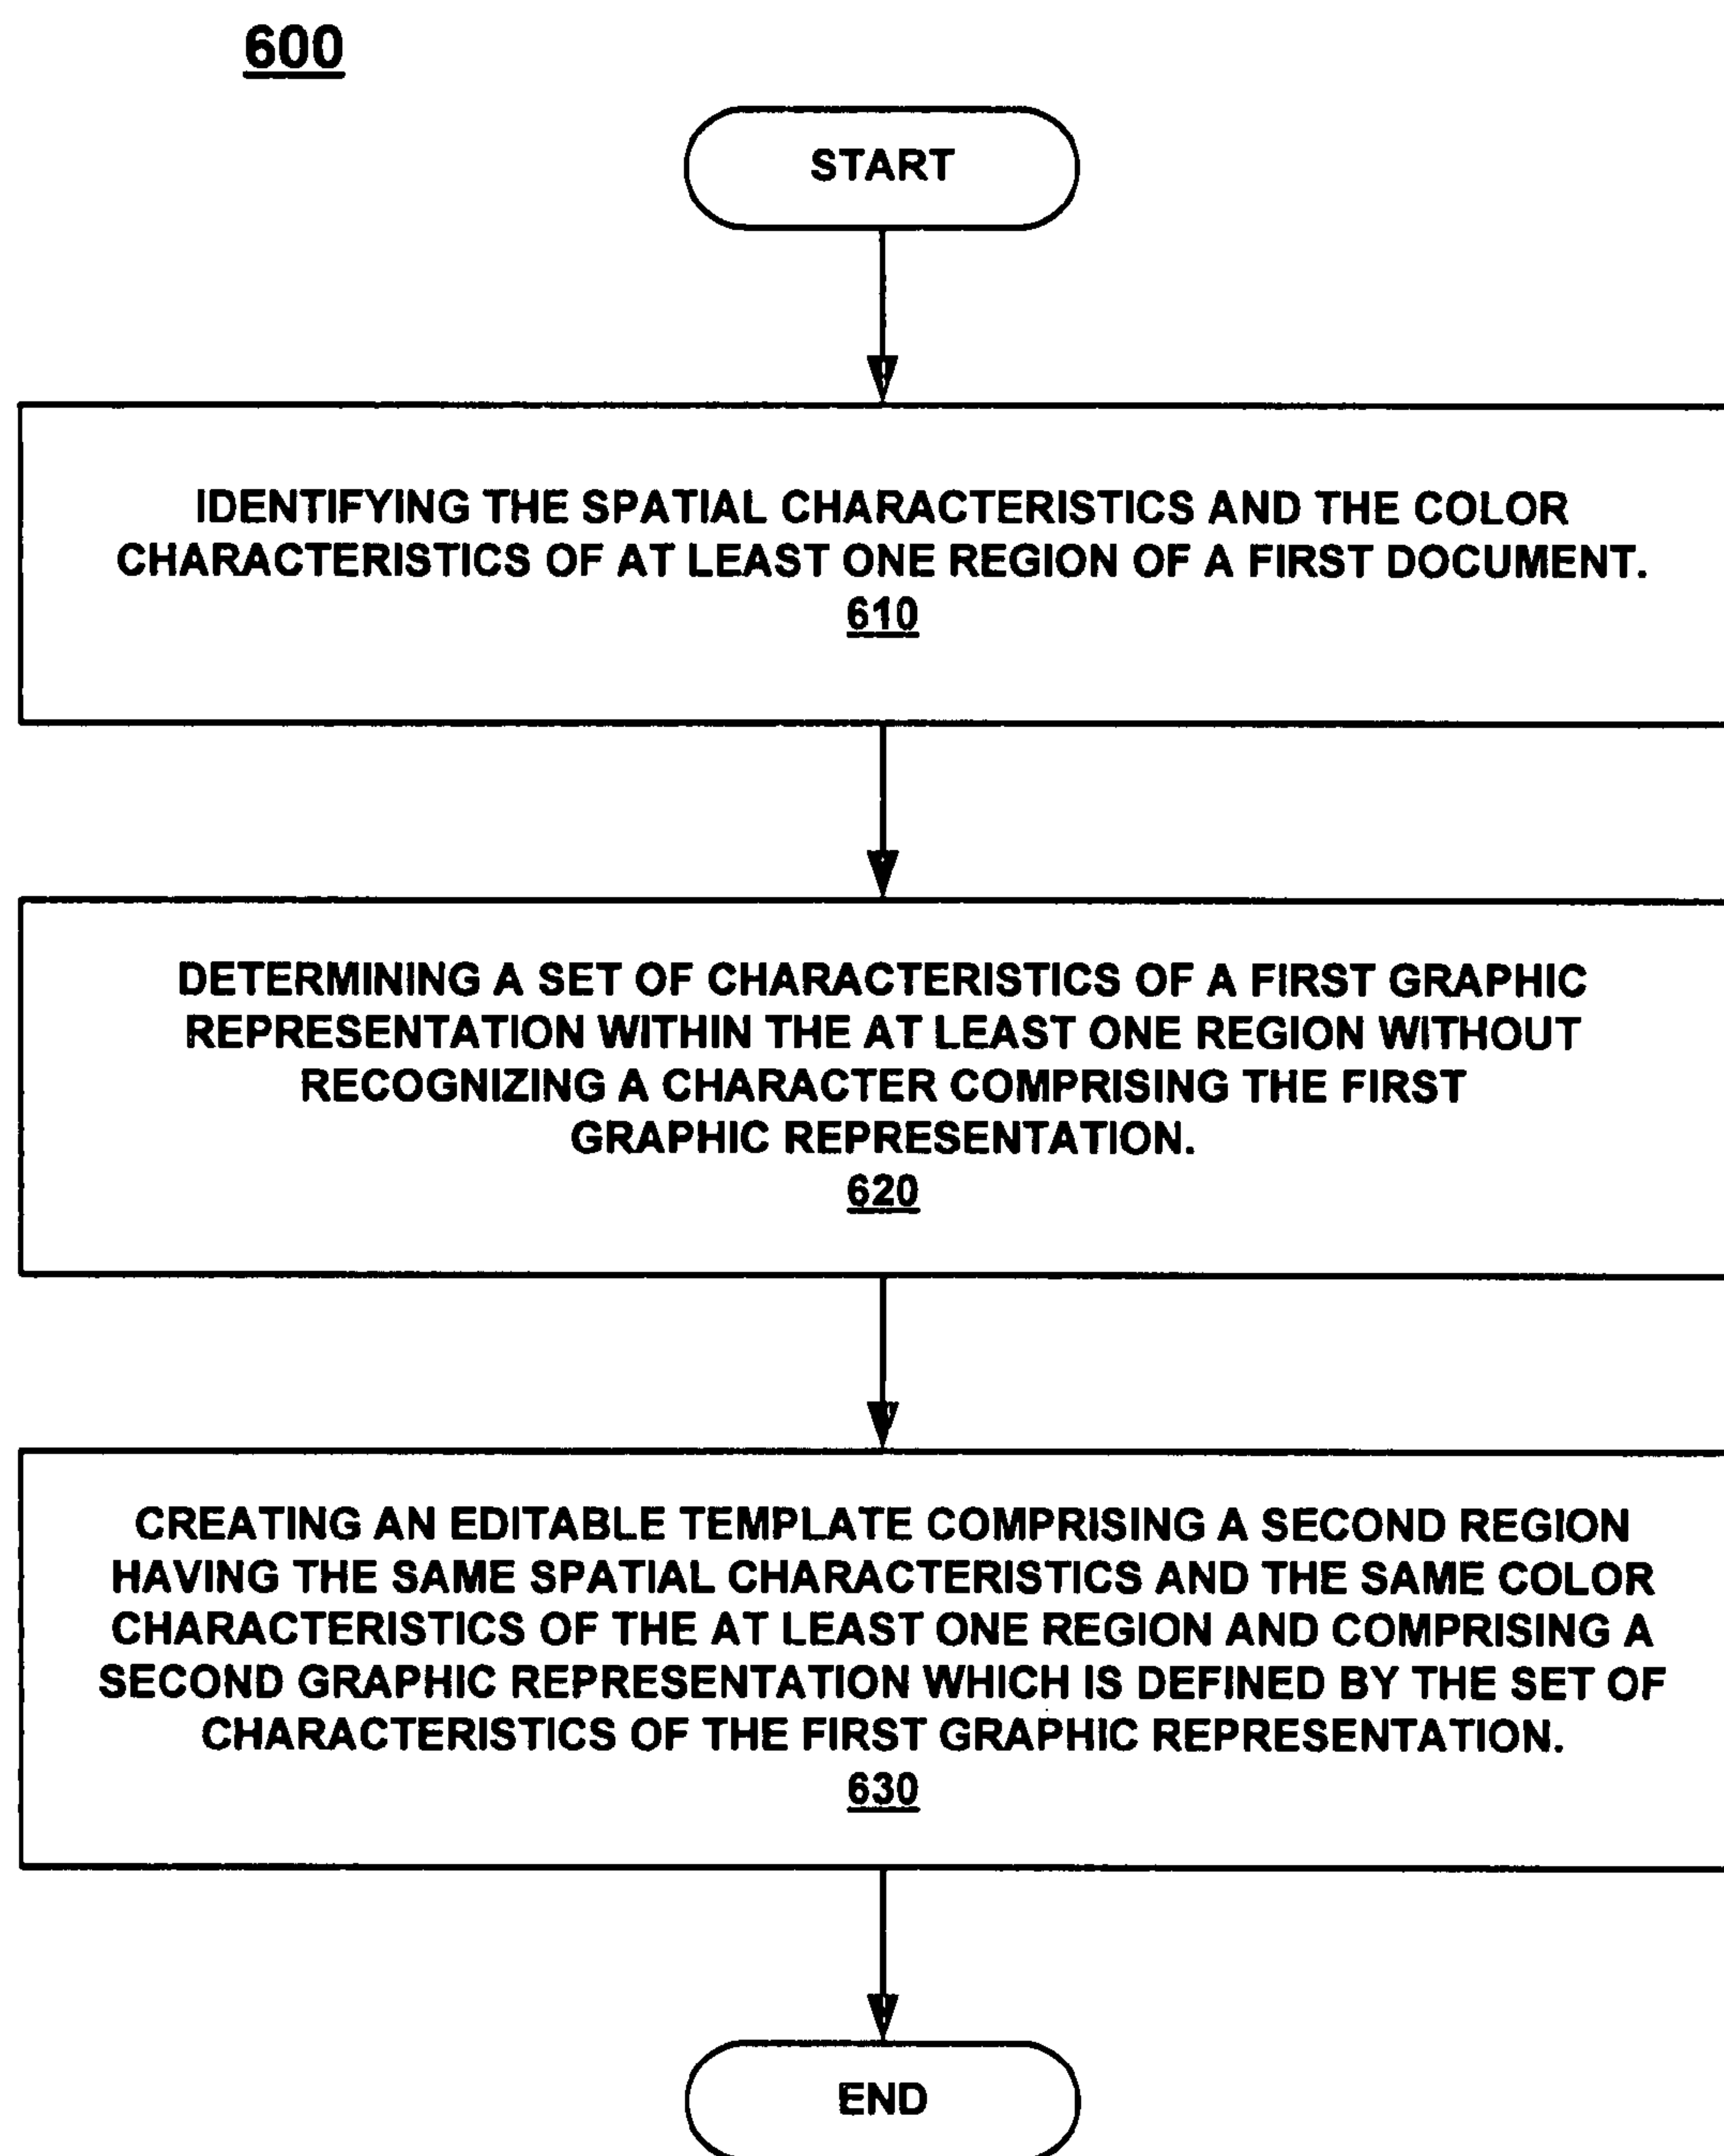 600
START
IDENTIFYING THE SPATIAL CHARACTERISTICS AND THE COLOR
CHARACTERISTICS OF AT LEAST ONE REGION OF A FIRST DOCUMENT.
610
DETERMINING A SET OF CHARACTERISTICS OF A FIRST GRAPHIC
REPRESENTATION WITHIN THE AT LEAST ONE REGION WITHOUT
RECOGNIZING A CHARACTER COMPRISING THE FIRST
GRAPHIC REPRESENTATION.
620
CREATING AN EDITABLE TEMPLATE COMPRISING A SECOND REGION
HAVING THE SAME SPATIAL CHARACTERISTICS AND THE SAME COLOR
CHARACTERISTICS OF THE AT LEAST ONE REGION AND COMPRISING A
SECOND GRAPHIC REPRESENTATION WHICH IS DEFINED BY THE SET OF
CHARACTERISTICS OF THE FIRST GRAPHIC REPRESENTATION.
630
END